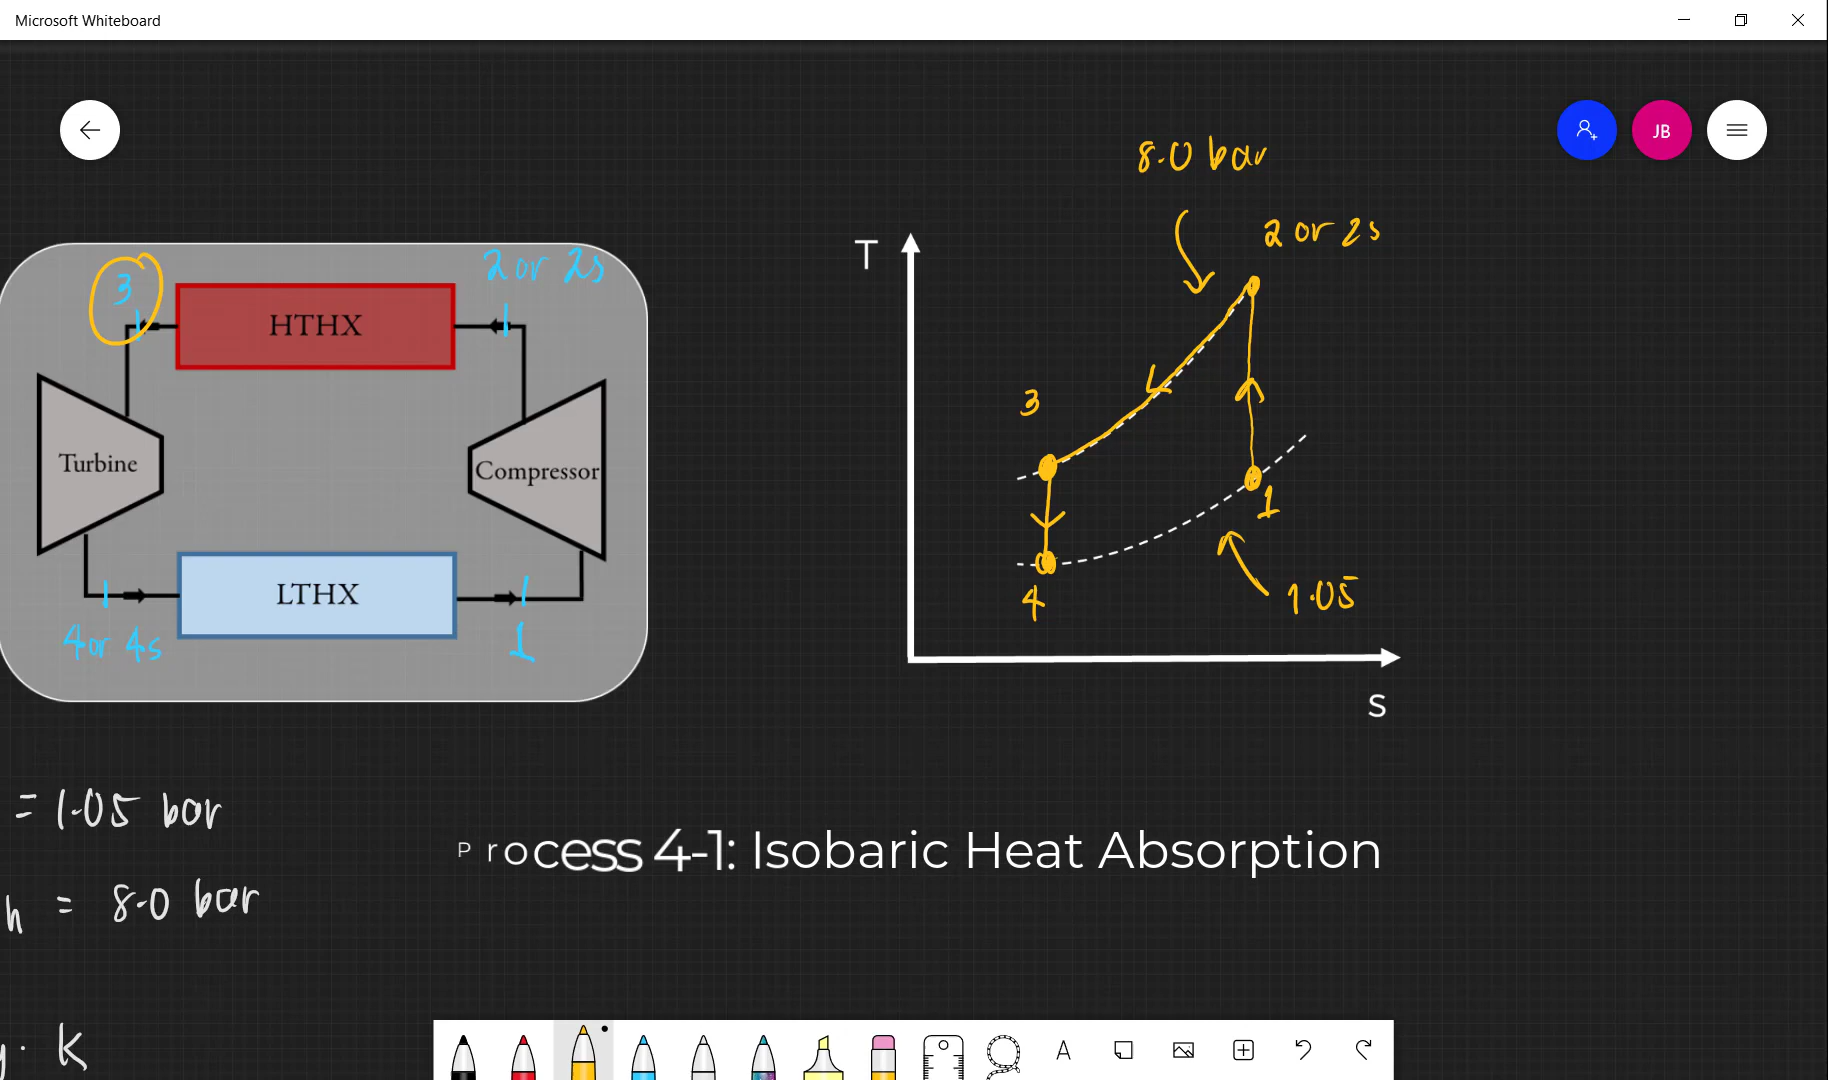 Microsoft Whiteboard
JB
8.0 bar
2 or 2s
T
3
1
4
1.05
S
3
2 or 2s
HTHX
Turbine
Compressor
LTHX
4 or 4s
1
= 1.05 bar
Process 4-1: Isobaric Heat Absorption
h = 8.0 bar
K
A